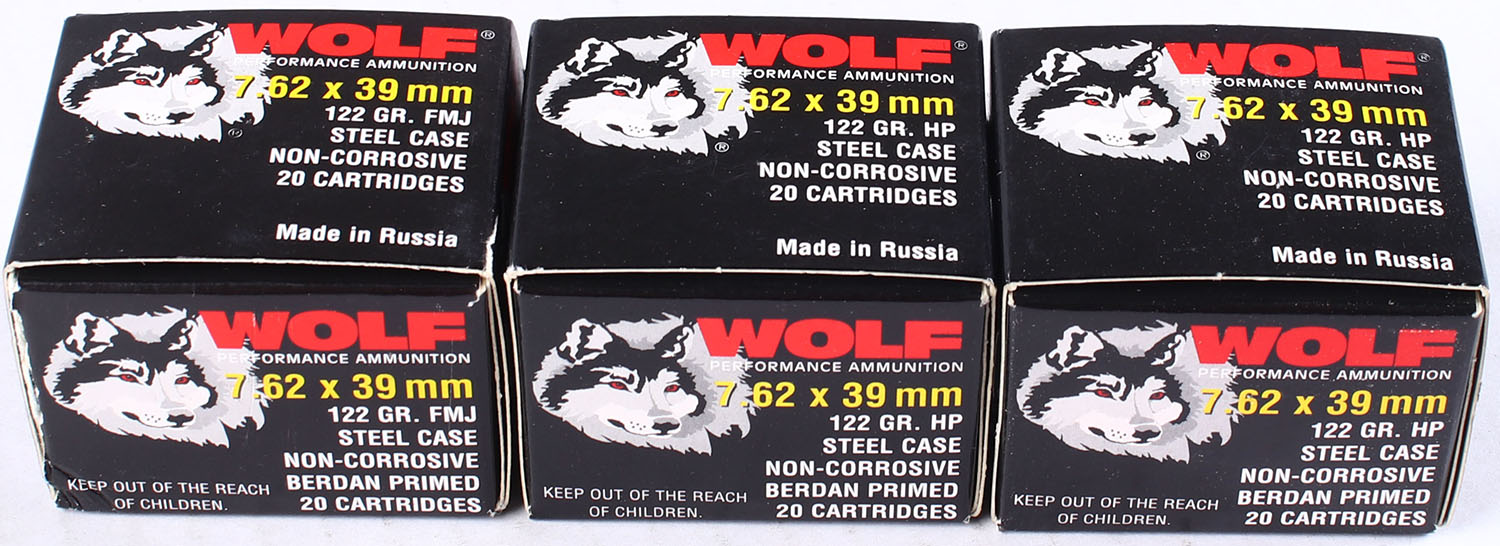 WOLF®
PERFORMANCE AMMUNITION
7.62 x 39 mm
122 GR. FMJ
STEEL CASE
®
NON-CORROSIVE
20 CARTRIDGES
Made in Russia
WOLF
PERFORMANCE AMMUNITION
7.62 x 39 mm
122 GR. FMJ
STEEL CASE
NON-CORROSIVE
BERDAN PRIMED
20 CARTRIDGES
KEEP OUT OF THE REACH
OF CHILDREN.
WOLF®
PERFORMANCE AMMUNITION
7.62 x 39 mm
122 GR. HP
STEEL CASE
®
NON-CORROSIVE
20 CARTRIDGES
Made in Russia
WOLF
PERFORMANCE AMMUNITION
7.62 x 39 mm
122 GR. HP
STEEL CASE
NON-CORROSIVE
BERDAN PRIMED
20 CARTRIDGES
KEEP OUT OF THE REACH
OF CHILDREN.
WOLF®
PERFORMANCE AMMUNITION
7.62 x 39 mm
122 GR. HP
STEEL CASE
®
NON-CORROSIVE
20 CARTRIDGES
Made in Russia
WOLF
PERFORMANCE AMMUNITION
7.62 x 39 mm
122 GR. HP
STEEL CASE
NON-CORROSIVE
BERDAN PRIMED
20 CARTRIDGES
KEEP OUT OF THE REACH
OF CHILDREN.